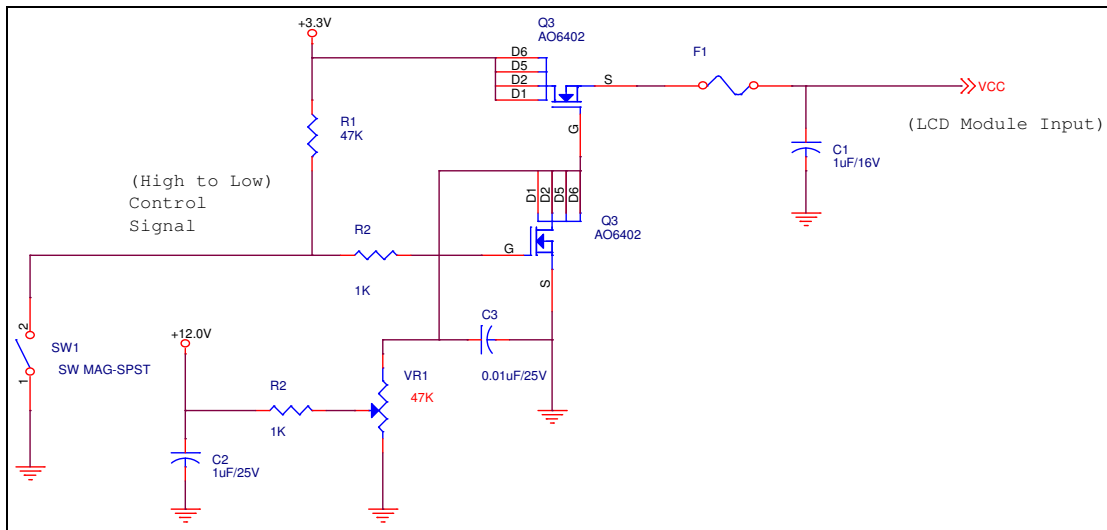 +3.3V
Q3
AO6402
D6
D5
D2
D1
S
G
F1
VCC
(LCD Module Input)
R1
47K
C1
1uF/16V
(High to Low)
Control
Signal
D1
D2
D5
D6
Q3
AO6402
G
S
R2
1K
2
1
SW1
SW MAG-SPST
+12.0V
C3
0.01uF/25V
R2
1K
VR1
47K
C2
1uF/25V